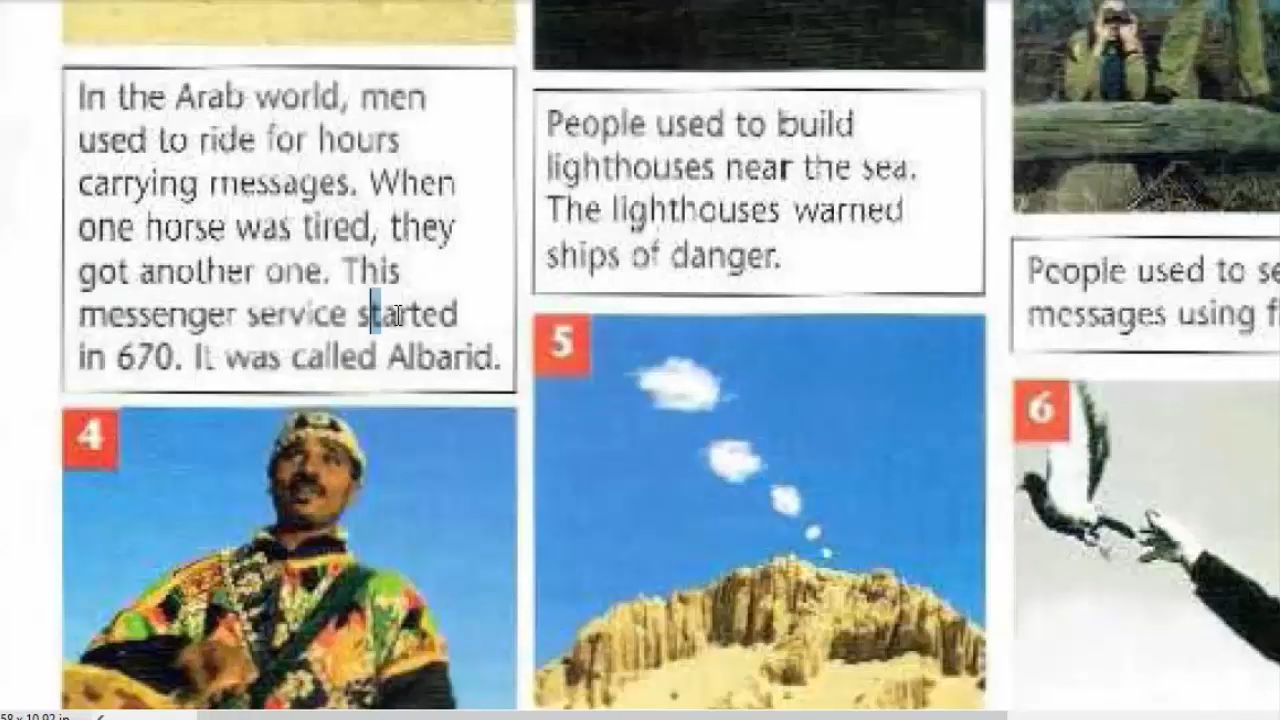 In the Arab world, men
used to ride for hours
carrying messages. When
one horse was tired, they
got another one. This
messenger service started
in 670. It was called Albarid.
People used to build
lighthouses near the sea.
The lighthouses warned
ships of danger.
People used to
messages using
4
5
6